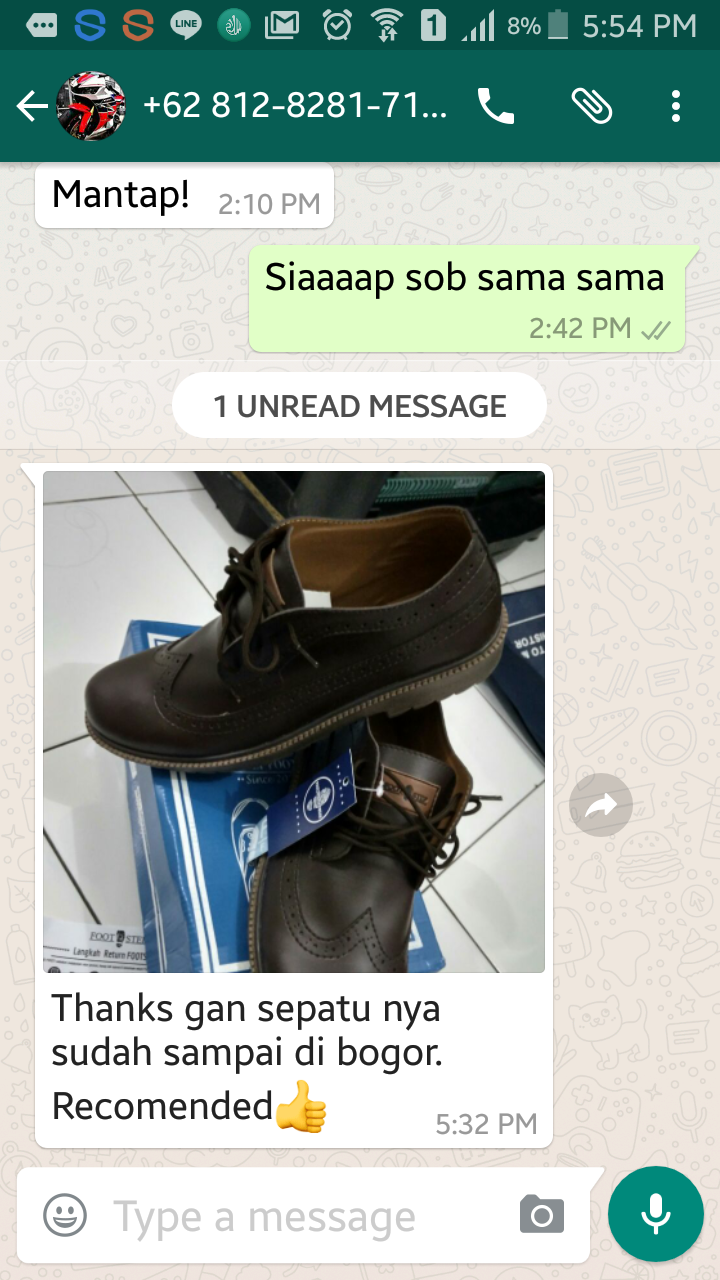 LINE
1
8%
5:54 PM
+62 812-8281-71...
Mantap!
2:10 PM
Siaaaap sob sama sama
2:42 PM
1 UNREAD MESSAGE
FOOTSTEP
Langkah Return FOOTS
Thanks gan sepatu nya
sudah sampai di bogor.
Recomended👍
5:32 PM
Type a message